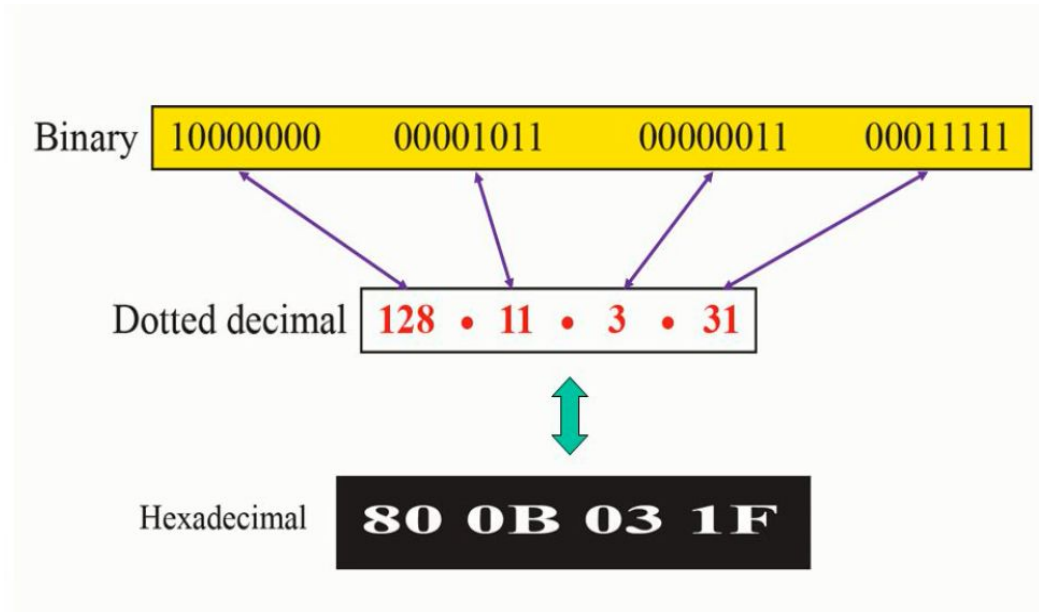 Binary 10000000 00001011 00000011 00011111
Dotted decimal 128 • 11 • 3 • 31
Hexadecimal 80 0B 03 1F